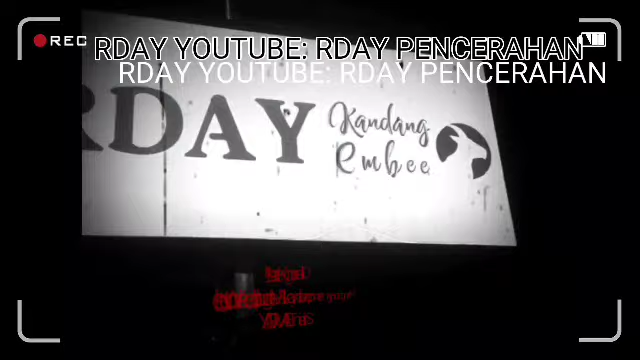 REC
RDAY YOUTUBE: RDAY PENCERAHAN
RDAY YOUTUBE: RDAY PENCERAHAN
RDAY Kandang
Rmbee